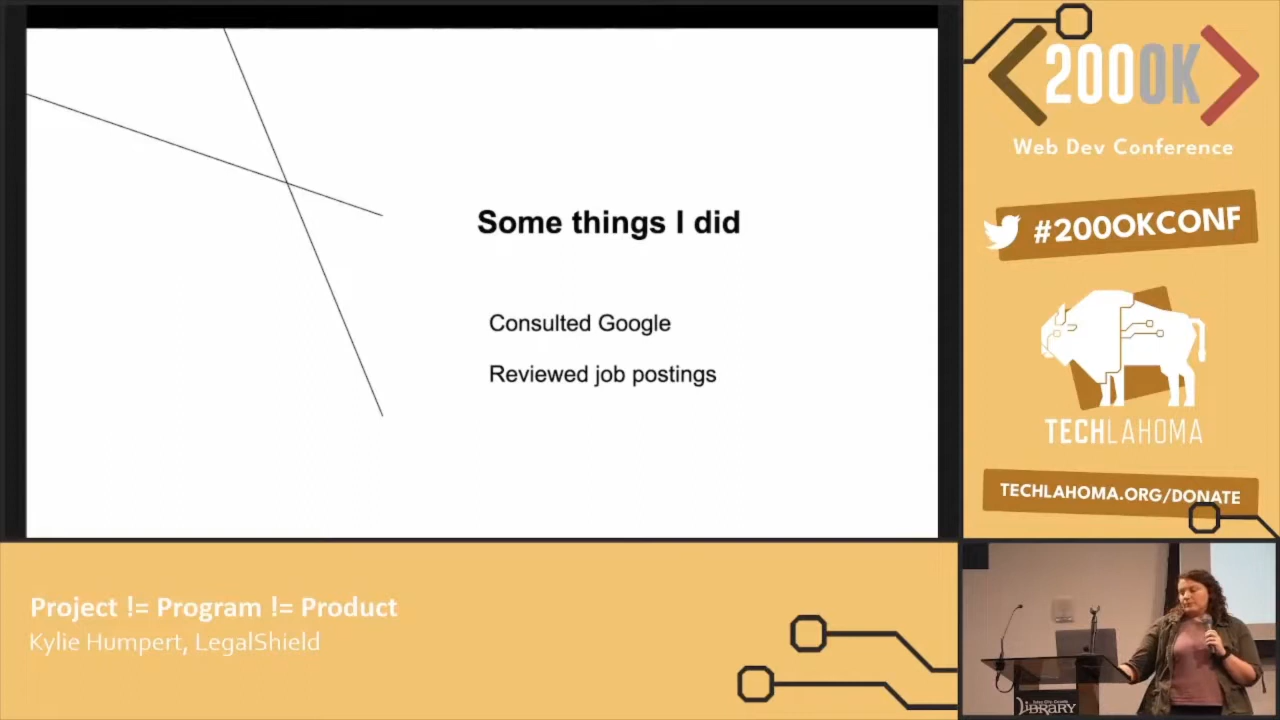 Some things I did
Consulted Google
Reviewed job postings
200OK
Web Dev Conference
#200OKCONF
TECHLAHOMA
TECHLAHOMA.ORG/DONATE
Project != Program != Product
Kylie Humpert, LegalShield
LIBRARY